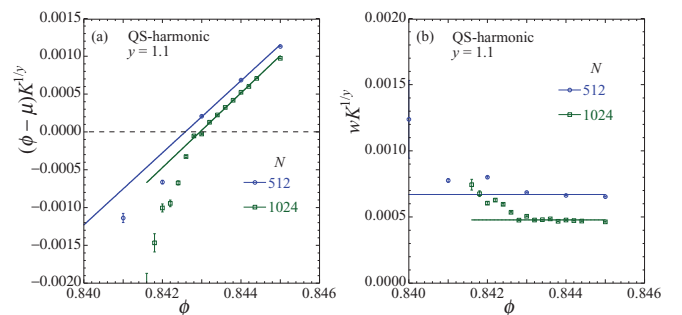 (a) QS-harmonic
y = 1.1
N
512
1024
(ϕ − μ)K^{1/y}
0.0015
0.0010
0.0005
0.0000
−0.0005
−0.0010
−0.0015
−0.0020
0.840 0.842 0.844 0.846
ϕ
(b) QS-harmonic
y = 1.1
N
512
1024
wK^{1/y}
0.0020
0.0015
0.0010
0.0005
0.0000
0.840 0.842 0.844 0.846
ϕ